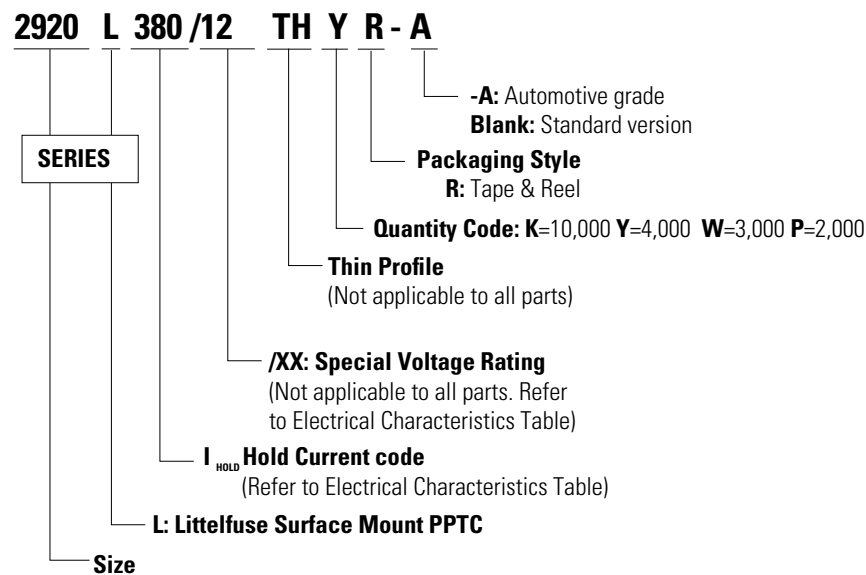 2920 L 380 /12 TH Y R - A
-A: Automotive grade
Blank: Standard version
SERIES
Packaging Style
R: Tape & Reel
Quantity Code: K=10,000 Y=4,000 W=3,000 P=2,000
Thin Profile
(Not applicable to all parts)
/XX: Special Voltage Rating
(Not applicable to all parts. Refer
to Electrical Characteristics Table)
I HOLD Hold Current code
(Refer to Electrical Characteristics Table)
L: Littelfuse Surface Mount PPTC
Size